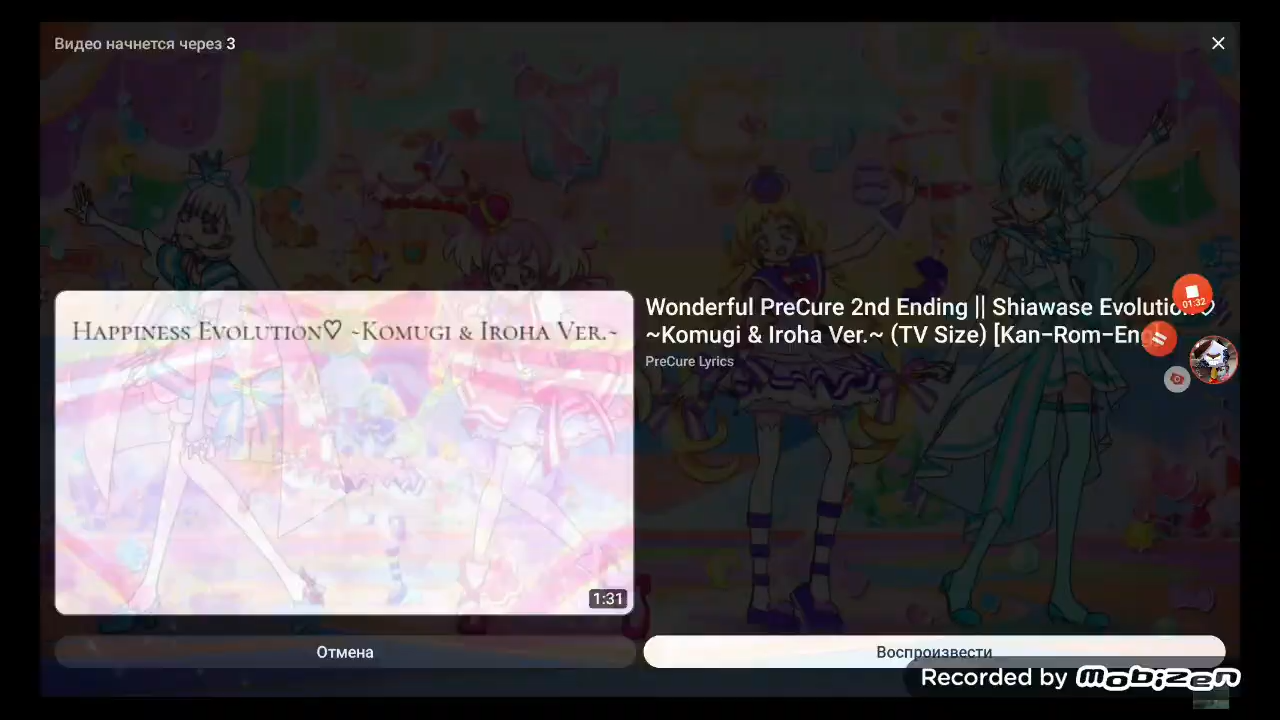 Видео начнется через 3
HAPPINESS EVOLUTION♡ ~KOMUGI & IROHA VER.~
1:31
Wonderful PreCure 2nd Ending || Shiawase Evolution♡
~Komugi & Iroha Ver.~ (TV Size) [Kan-Rom-Eng
PreCure Lyrics
01:32
Отмена
Воспроизвести
Recorded by mobizen